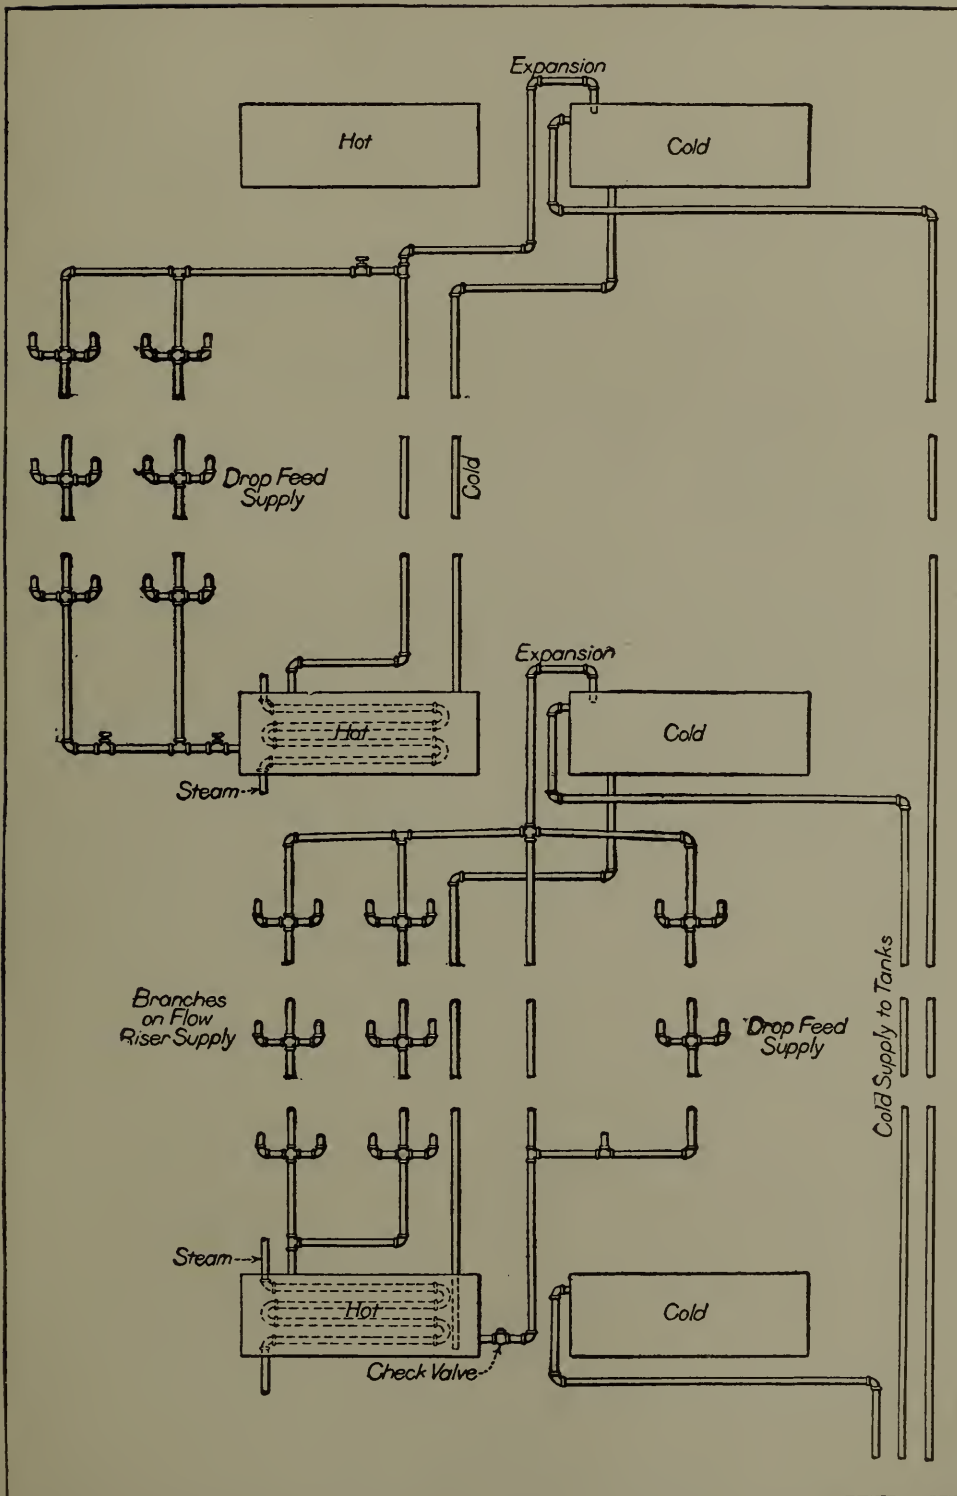 Expansion
Hot
Cold
Drop Feed
Supply
Cold
Expansion
Hot
Cold
Steam
Branches
on Flow
Riser Supply
Drop Feed
Supply
Cold Supply to Tanks
Steam
Hot
Cold
Check Valve